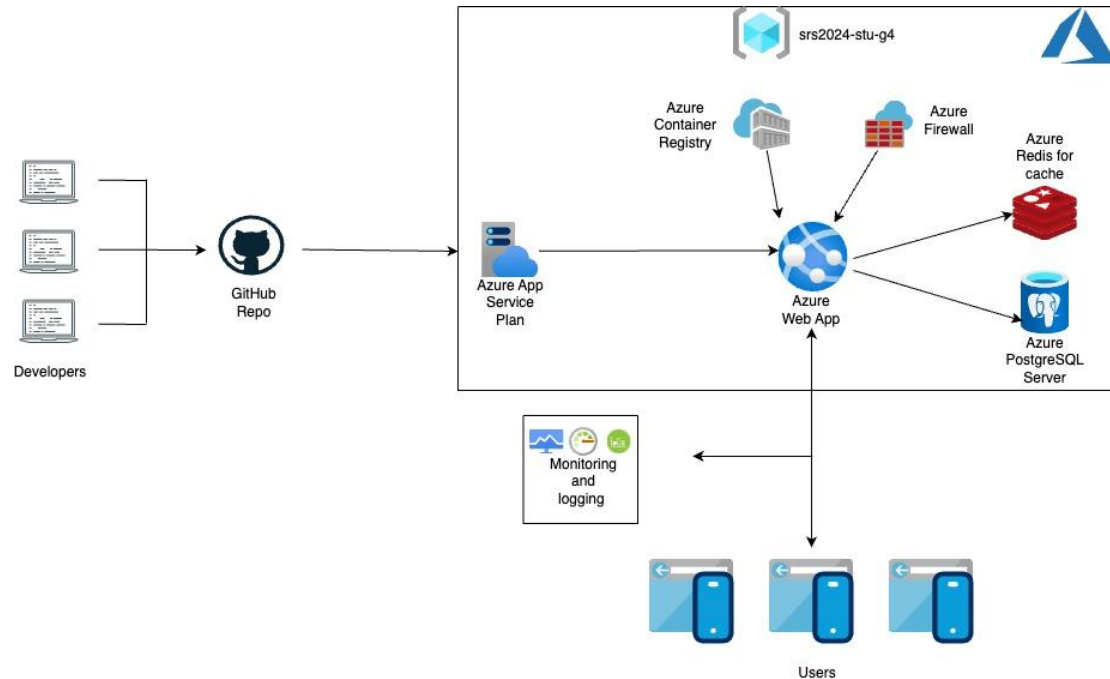 srs2024-stu-g4
Azure
Container
Registry
Azure
Firewall
Azure
Redis for
cache
Developers
GitHub
Repo
Azure App
Service
Plan
Azure
Web App
Azure
PostgreSQL
Server
Monitoring
and
logging
Users